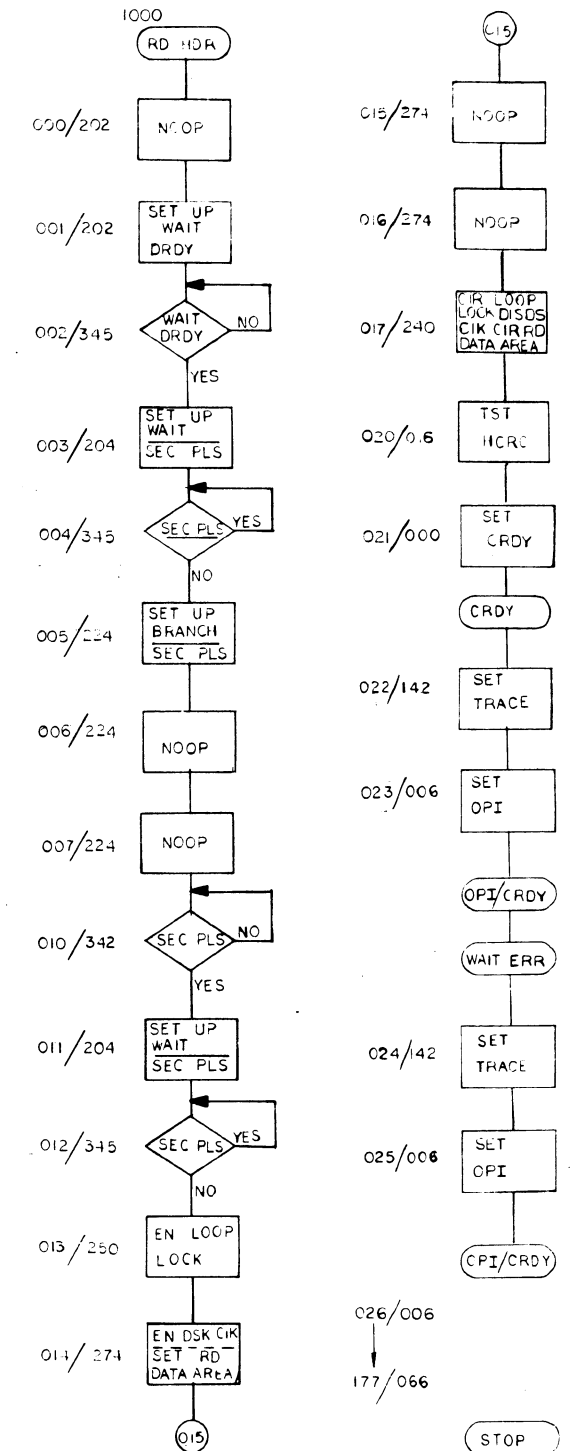 1000
RD HDR
000/202
NOOP
001/202
SET UP
WAIT
DRDY
002/345
WAIT
DRDY
NO
YES
003/204
SET UP
WAIT
SEC PLS
004/345
SEC PLS
YES
NO
005/224
SET UP
BRANCH
SEC PLS
006/224
NOOP
007/224
NOOP
010/342
SEC PLS
NO
YES
011/204
SET UP
WAIT
SEC PLS
012/345
SEC PLS
YES
NO
013/250
EN LOOP
LOCK
014/274
EN DSK ClK
SET RD
DATA AREA
015
015
015/274
NOOP
016/274
NOOP
017/240
ClR LOOP
LOCK DISDS
ClK ClR RD
DATA AREA
020/016
TST
HCRC
021/000
SET
CRDY
CRDY
022/142
SET
TRACE
023/006
SET
OPI
OPI/CRDY
WAIT ERR
024/142
SET
TRACE
025/006
SET
OPI
OPI/CRDY
026/006
177/066
STOP